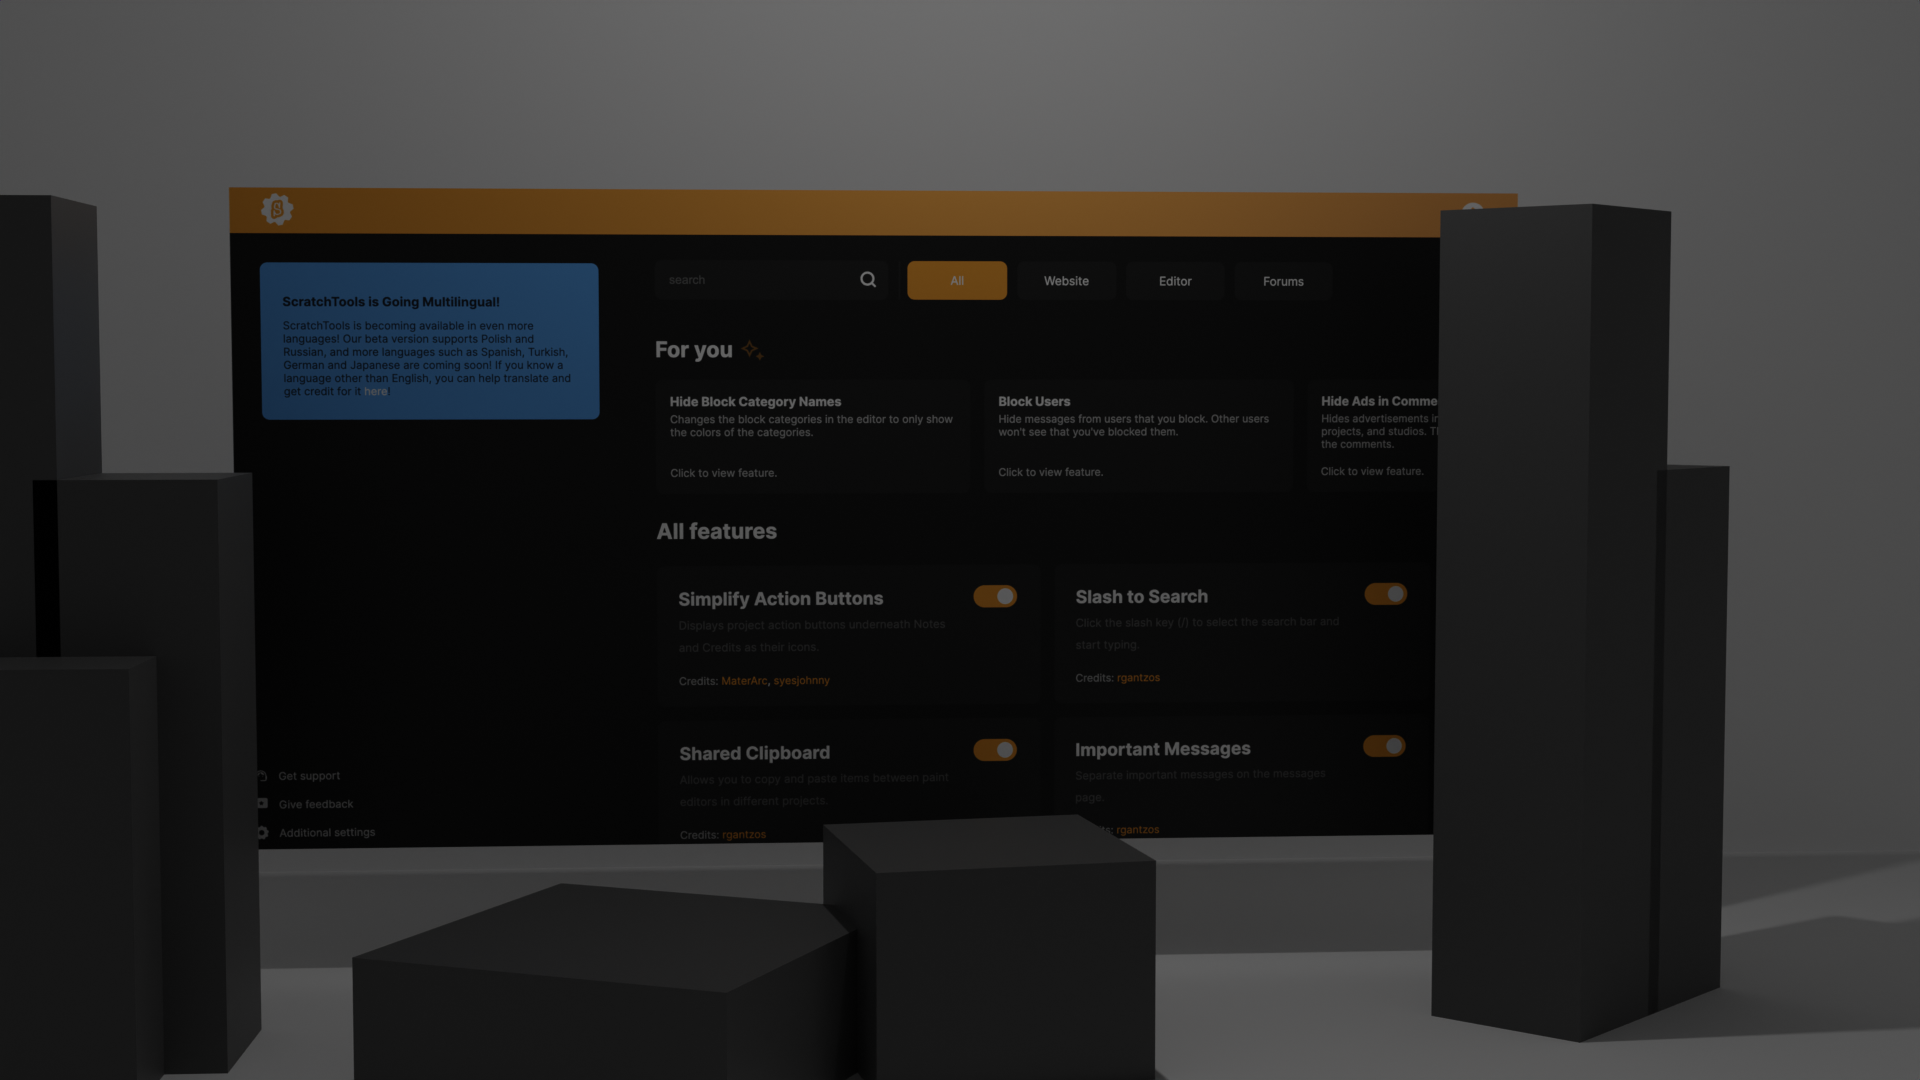 ScratchTools is Going Multilingual!
ScratchTools is becoming available in even more
languages! Our beta version supports Polish and
Russian, and more languages such as Spanish, Turkish,
German and Japanese are coming soon! If you know a
language other than English, you can help translate and
get credit for it here!
Get support
Give feedback
Additional settings
search
All
Website
Editor
Forums
For you
Hide Block Category Names
Changes the block categories in the editor to only show
the colors of the categories.
Click to view feature.
Block Users
Hide messages from users that you block. Other users
won't see that you've blocked them.
Click to view feature.
Hide Ads in Comme
Hides advertisements in
projects, and studios.
the comments.
Click to view feature.
All features
Simplify Action Buttons
Displays project action buttons underneath Notes
and Credits as their icons.
Credits: MaterArc, syesjohnny
Slash to Search
Click the slash key (/) to select the search bar and
start typing.
Credits: rgantzos
Shared Clipboard
Allows you to copy and paste items between paint
editors in different projects.
Credits: rgantzos
Important Messages
Separate important messages on the messages
page.
rgantzos